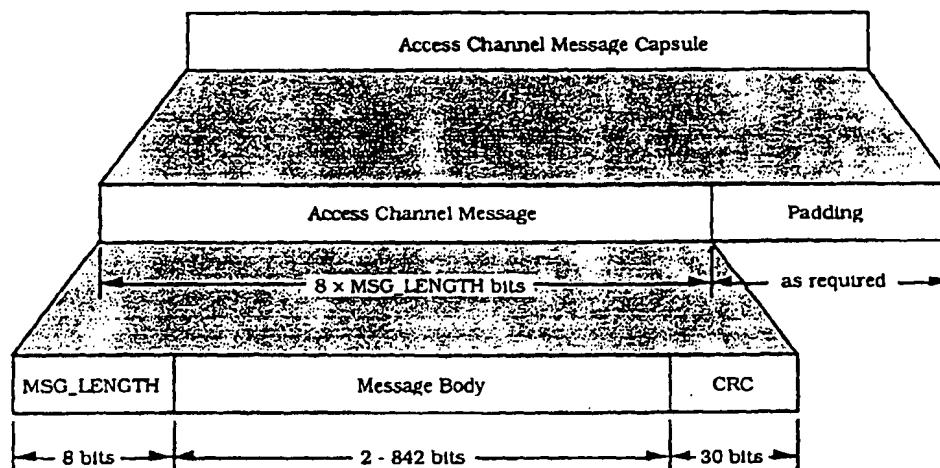 Access Channel Message Capsule
Access Channel Message
Padding
8 × MSG_LENGTH bits
as required
MSG_LENGTH
Message Body
CRC
8 bits
2 - 842 bits
30 bits